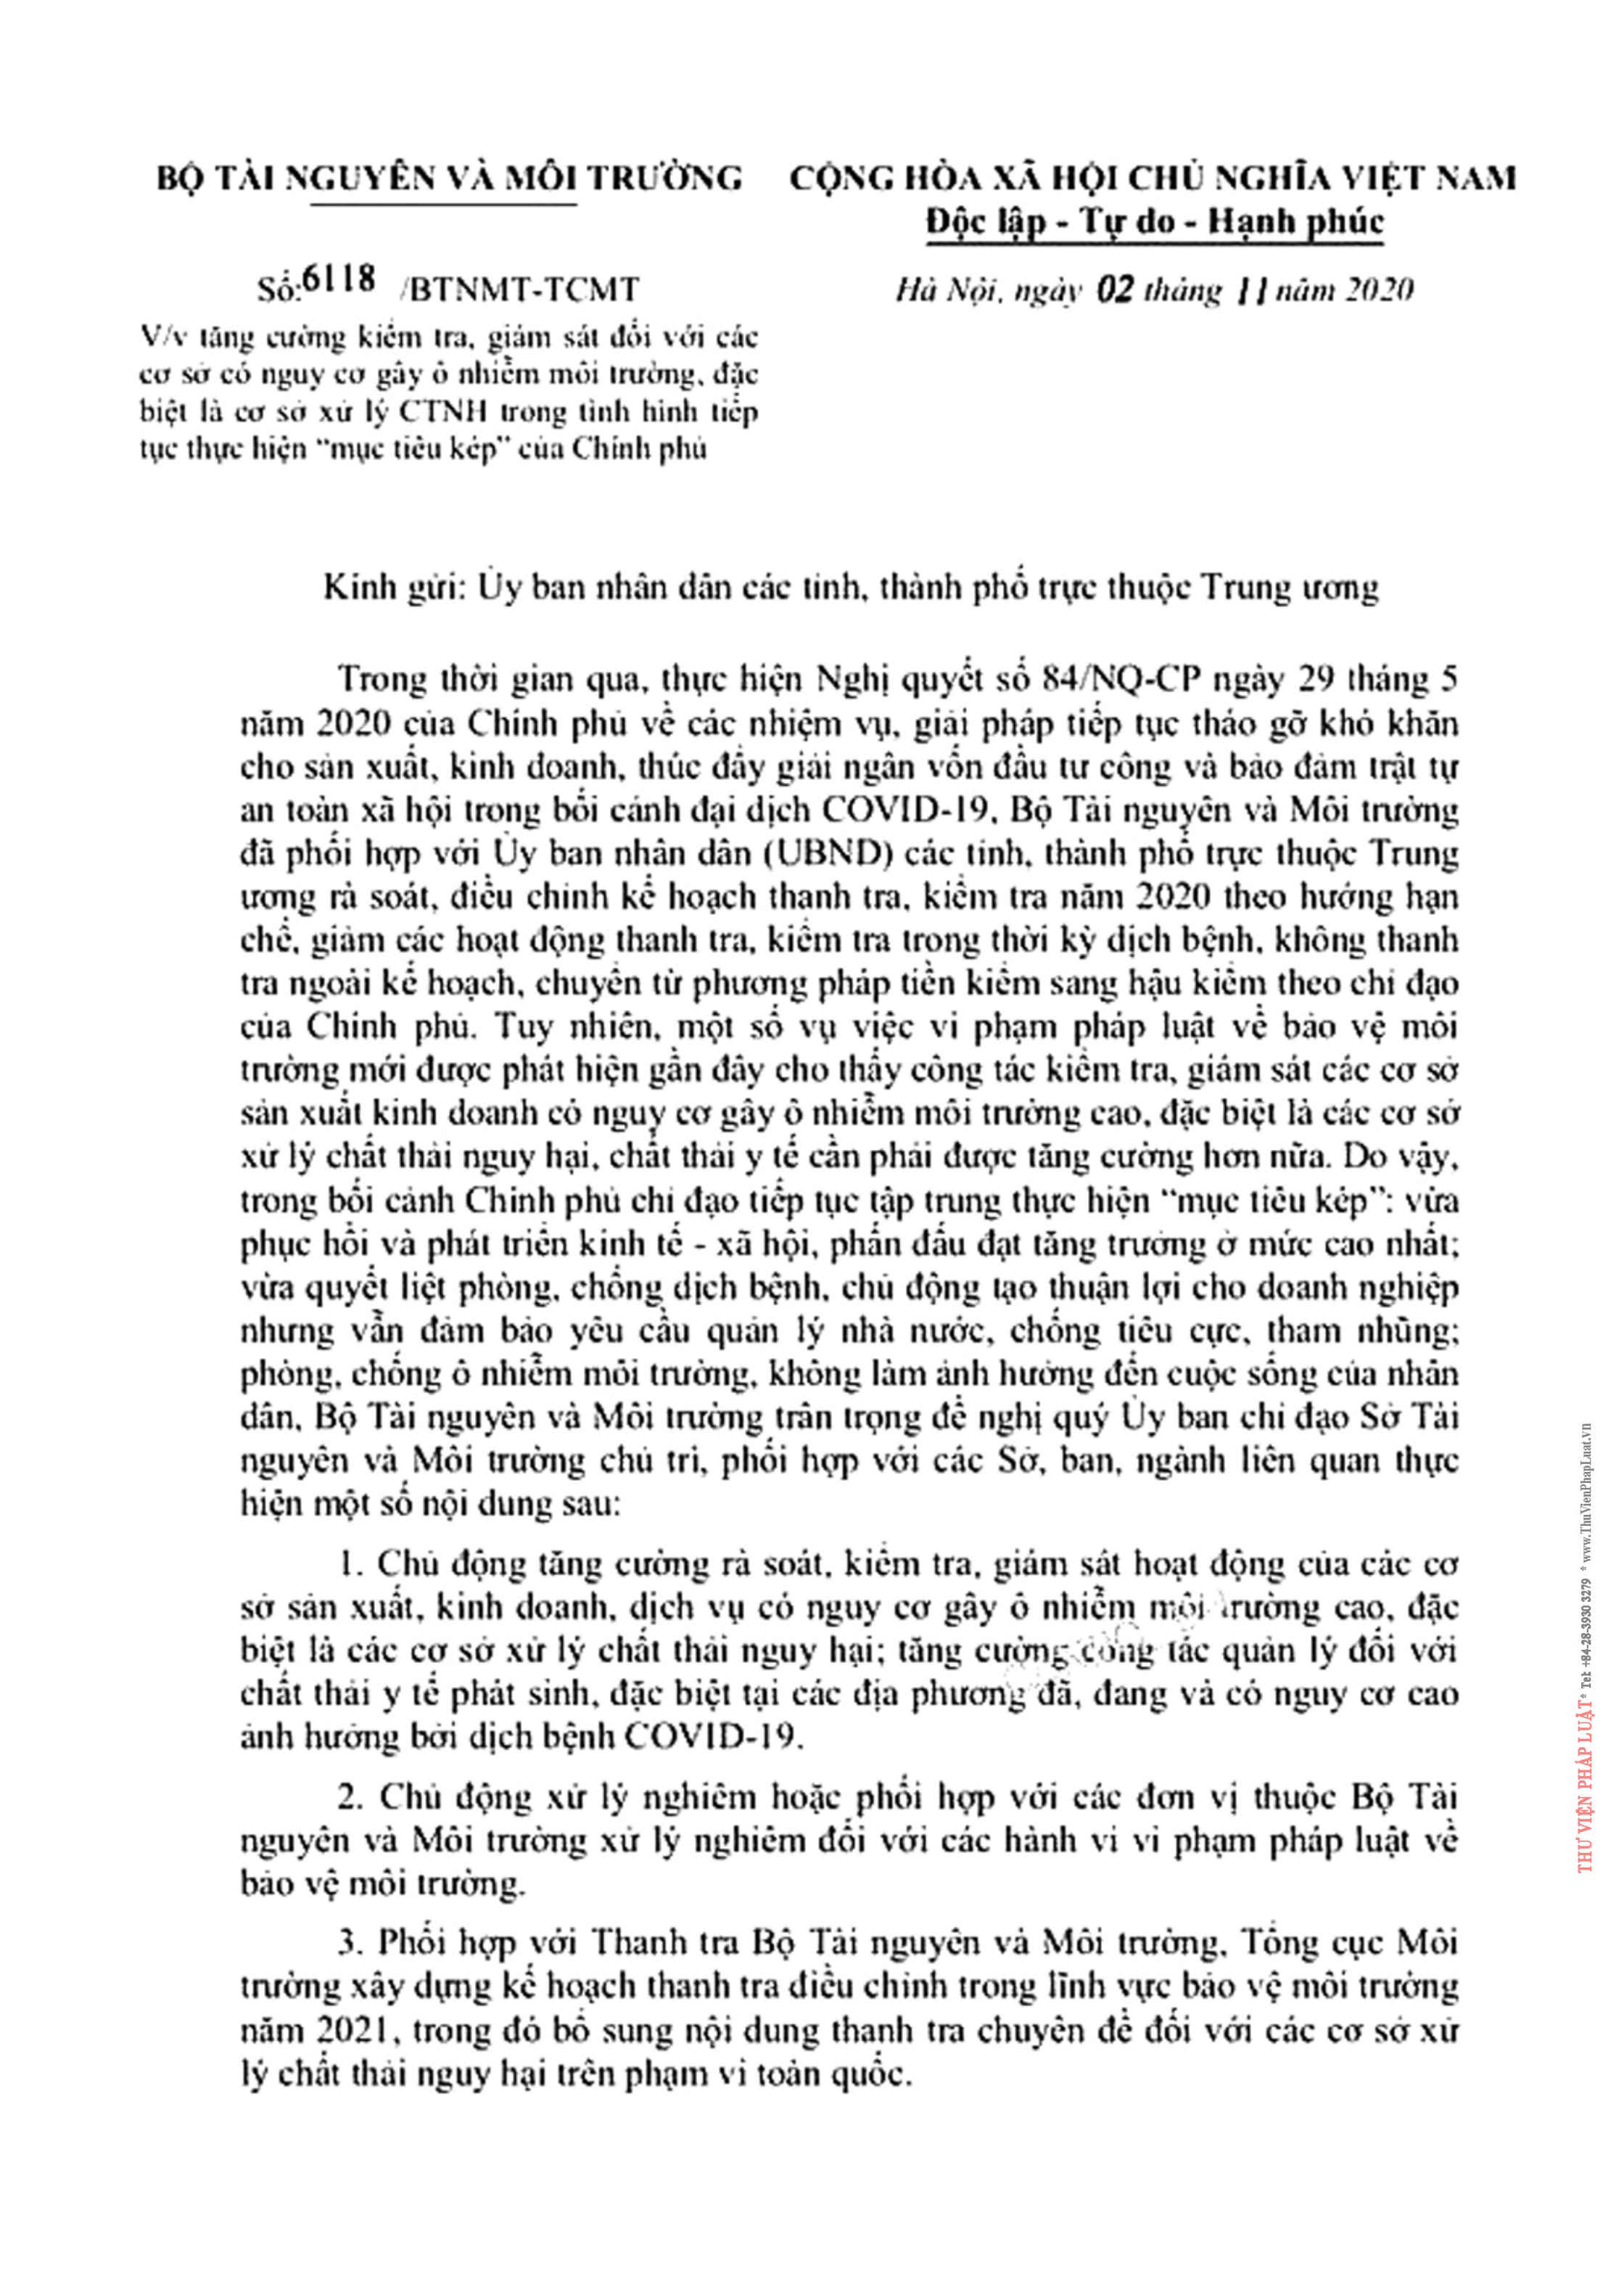 BỘ TÀI NGUYÊN VÀ MÔI TRƯỜNG
CỘNG HÒA XÃ HỘI CHỦ NGHĨA VIỆT NAM
Độc lập - Tự do - Hạnh phúc
Số:6118 /BTNMT-TCMT
Hà Nội, ngày 02 tháng 11 năm 2020
V/v tăng cường kiểm tra, giám sát đối với các
cơ sở có nguy cơ gây ô nhiễm môi trường, đặc
biệt là cơ sở xử lý CTNH trong tình hình tiếp
tục thực hiện “mục tiêu kép” của Chính phủ
Kính gửi: Ủy ban nhân dân các tỉnh, thành phố trực thuộc Trung ương
Trong thời gian qua, thực hiện Nghị quyết số 84/NQ-CP ngày 29 tháng 5
năm 2020 của Chính phủ về các nhiệm vụ, giải pháp tiếp tục tháo gỡ khó khăn
cho sản xuất, kinh doanh, thúc đẩy giải ngân vốn đầu tư công và bảo đảm trật tự
an toàn xã hội trong bối cảnh đại dịch COVID-19, Bộ Tài nguyên và Môi trường
đã phối hợp với Ủy ban nhân dân (UBND) các tỉnh, thành phố trực thuộc Trung
ương rà soát, điều chỉnh kế hoạch thanh tra, kiểm tra năm 2020 theo hướng hạn
chế, giảm các hoạt động thanh tra, kiểm tra trong thời kỳ dịch bệnh, không thanh
tra ngoài kế hoạch, chuyển từ phương pháp tiền kiểm sang hậu kiểm theo chỉ đạo
của Chính phủ. Tuy nhiên, một số vụ việc vi phạm pháp luật về bảo vệ môi
trường mới được phát hiện gần đây cho thấy công tác kiểm tra, giám sát các cơ sở
sản xuất kinh doanh có nguy cơ gây ô nhiễm môi trường cao, đặc biệt là các cơ sở
xử lý chất thải nguy hại, chất thải y tế cần phải được tăng cường hơn nữa. Do vậy,
trong bối cảnh Chính phủ chỉ đạo tiếp tục tập trung thực hiện “mục tiêu kép”: vừa
phục hồi và phát triển kinh tế - xã hội, phấn đấu đạt tăng trưởng ở mức cao nhất;
vừa quyết liệt phòng, chống dịch bệnh, chủ động tạo thuận lợi cho doanh nghiệp
nhưng vẫn đảm bảo yêu cầu quản lý nhà nước, chống tiêu cực, tham nhũng;
phòng, chống ô nhiễm môi trường, không làm ảnh hưởng đến cuộc sống của nhân
dân, Bộ Tài nguyên và Môi trường trân trọng đề nghị quý Ủy ban chỉ đạo Sở Tài
nguyên và Môi trường chủ trì, phối hợp với các Sở, ban, ngành liên quan thực
hiện một số nội dung sau:
1. Chủ động tăng cường rà soát, kiểm tra, giám sát hoạt động của các cơ
sở sản xuất, kinh doanh, dịch vụ có nguy cơ gây ô nhiễm môi trường cao, đặc
biệt là các cơ sở xử lý chất thải nguy hại; tăng cường công tác quản lý đối với
chất thải y tế phát sinh, đặc biệt tại các địa phương đã, đang và có nguy cơ cao
ảnh hưởng bởi dịch bệnh COVID-19.
2. Chủ động xử lý nghiêm hoặc phối hợp với các đơn vị thuộc Bộ Tài
nguyên và Môi trường xử lý nghiêm đối với các hành vi vi phạm pháp luật về
bảo vệ môi trường.
3. Phối hợp với Thanh tra Bộ Tài nguyên và Môi trường, Tổng cục Môi
trường xây dựng kế hoạch thanh tra điều chỉnh trong lĩnh vực bảo vệ môi trường
năm 2021, trong đó bổ sung nội dung thanh tra chuyên đề đối với các cơ sở xử
lý chất thải nguy hại trên phạm vi toàn quốc.
THƯ VIỆN PHÁP LUẬT * Tel: +84-28-3930 3279 * www.ThuVienPhapLuat.vn